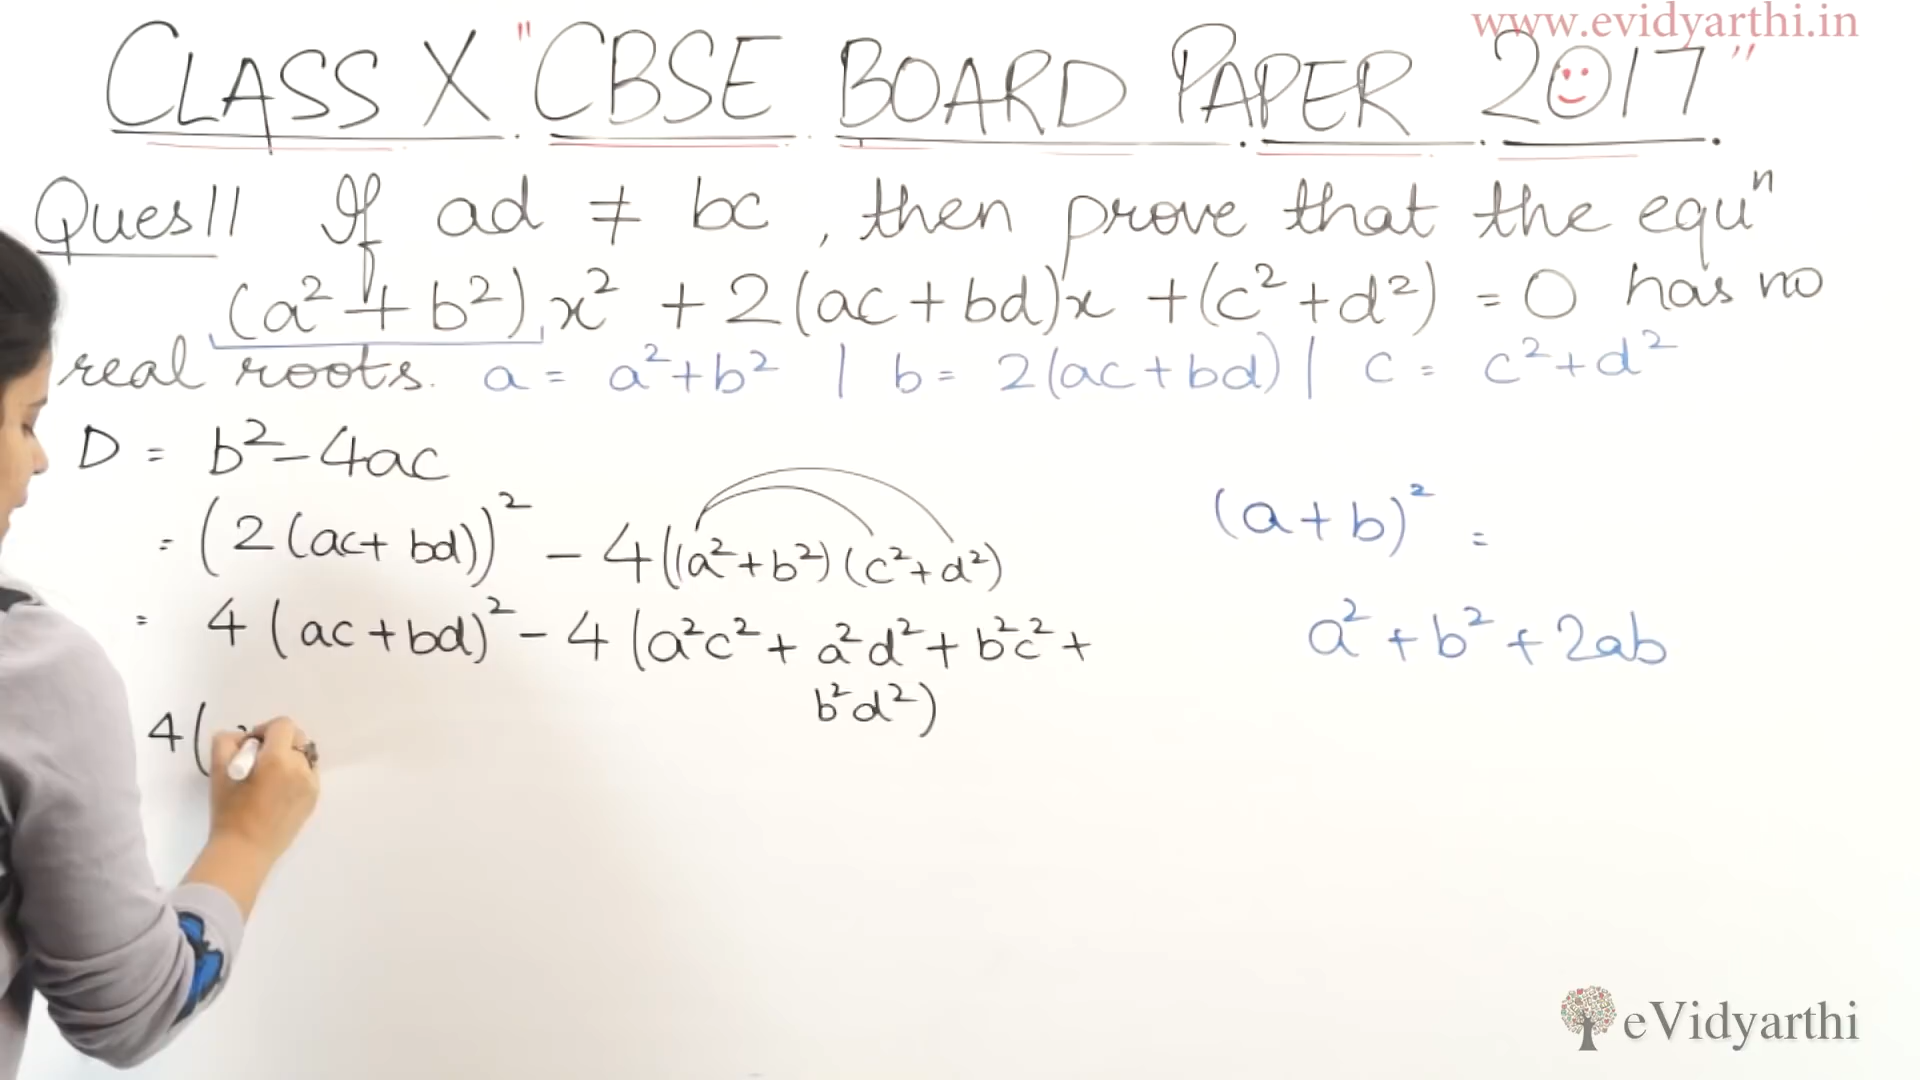 www.evidyarthi.in
CLASS X "CBSE BOARD PAPER 2017"
Ques 11 If ad ≠ bc, then prove that the equⁿ
(a² + b²) x² + 2(ac + bd)x + (c² + d²) = 0 has no
real roots. a = a² + b² | b = 2(ac + bd) | c = c² + d²
D = b² - 4ac
= (2(ac + bd))² - 4((a² + b²)(c² + d²)
= 4(ac + bd)² - 4(a²c² + a²d² + b²c² +
b²d²)
4(
(a + b)² =
a² + b² + 2ab
eVidyarthi